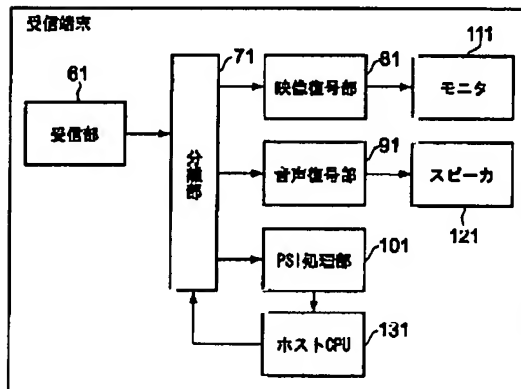 受信端末
61
受信部
71
分離部
81
映像復号部
111
モニタ
91
音声復号部
スピーカ
121
PSI処理部
101
ホストCPU
131